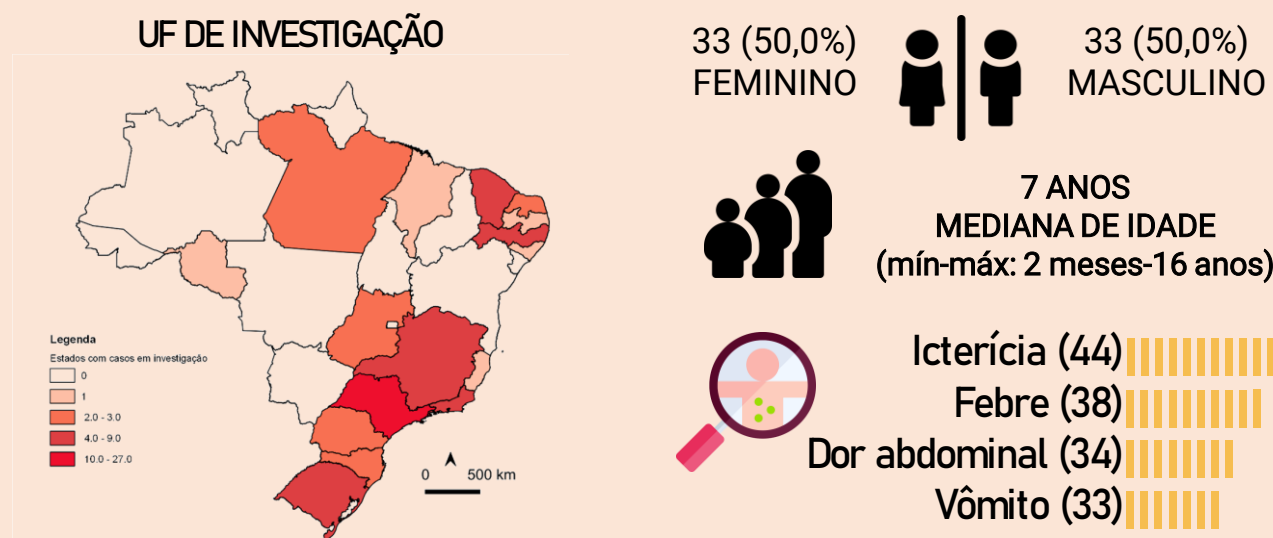 UF DE INVESTIGAÇÃO
Legenda
Estados com casos em investigação
0
1
2.0 - 3.0
4.0 - 9.0
10.0 - 27.0
0 500 km
33 (50,0%)
FEMININO
33 (50,0%)
MASCULINO
7 ANOS
MEDIANA DE IDADE
(mín-máx: 2 meses-16 anos)
Icterícia (44)
Febre (38)
Dor abdominal (34)
Vômito (33)